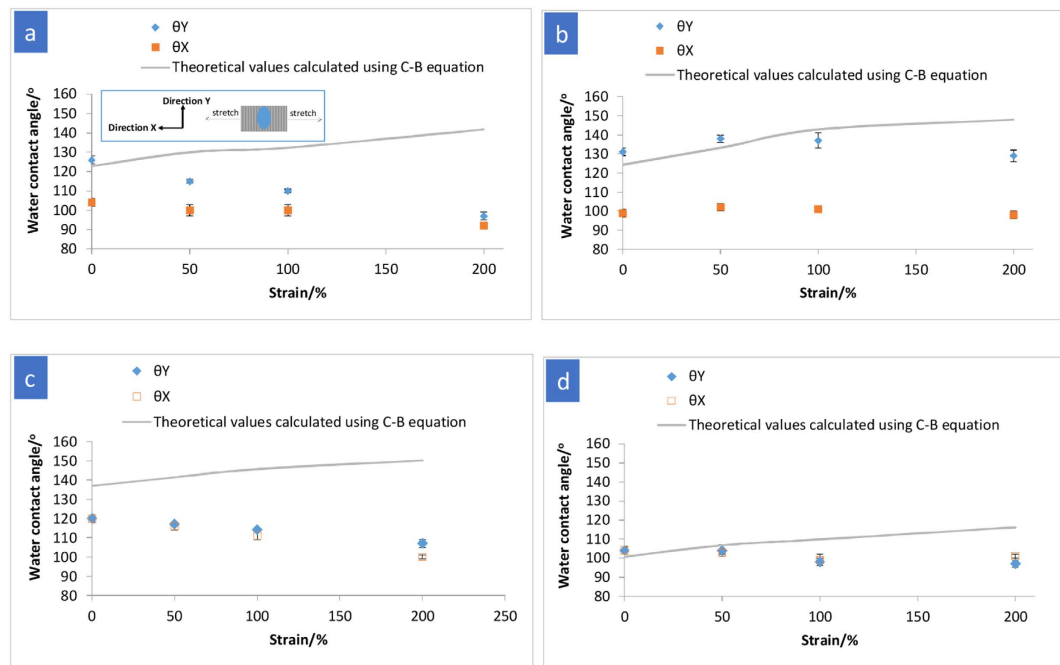 a
θY
θX
Theoretical values calculated using C-B equation
160
150
140
130
120
110
100
90
80
Water contact angle/°
Direction Y
Direction X
stretch
stretch
0
50
100
150
200
Strain/%
b
θY
θX
Theoretical values calculated using C-B equation
160
150
140
130
120
110
100
90
80
Water contact angle/°
0
50
100
150
200
Strain/%
c
θY
θX
Theoretical values calculated using C-B equation
160
150
140
130
120
110
100
90
80
Water contact angle/°
0
50
100
150
200
250
Strain/%
d
θY
θX
Theoretical values calculated using C-B equation
160
150
140
130
120
110
100
90
80
Water contact angle/°
0
50
100
150
200
Strain/%